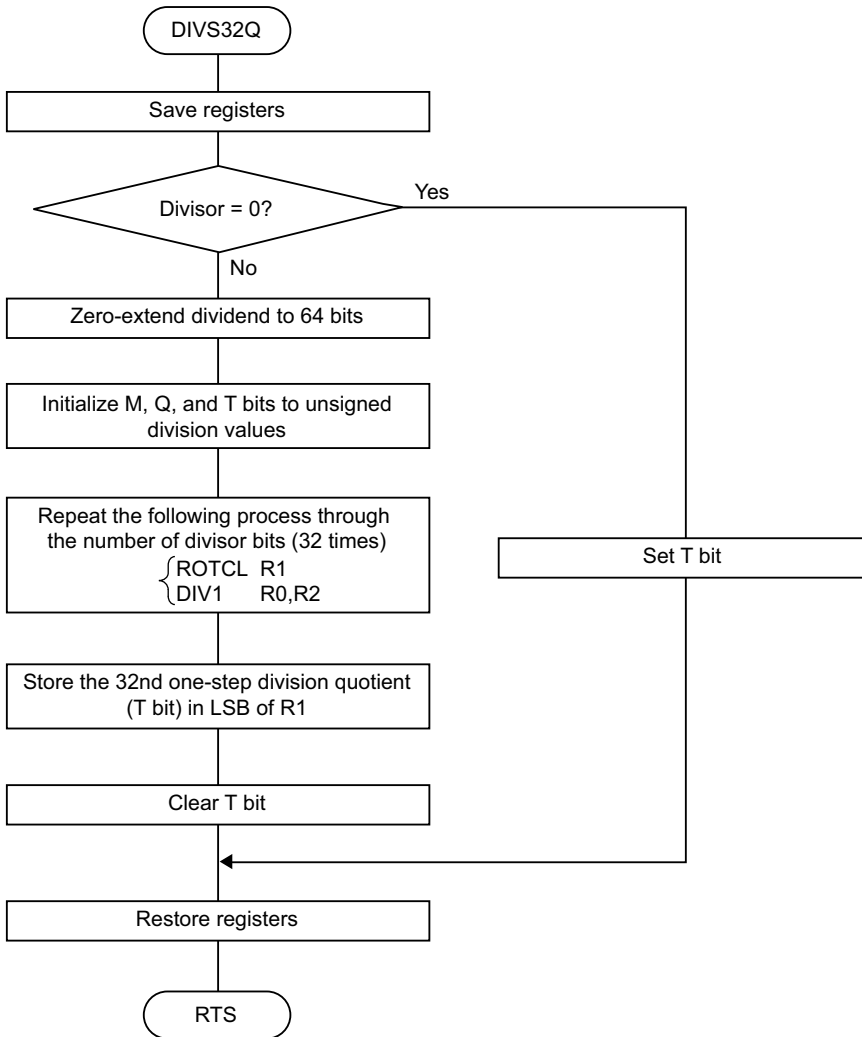 DIVS32Q
Save registers
Divisor = 0?
Yes
No
Zero-extend dividend to 64 bits
Initialize M, Q, and T bits to unsigned
division values
Repeat the following process through
the number of divisor bits (32 times)
ROTCL R1
DIV1 R0,R2
Set T bit
Store the 32nd one-step division quotient
(T bit) in LSB of R1
Clear T bit
Restore registers
RTS